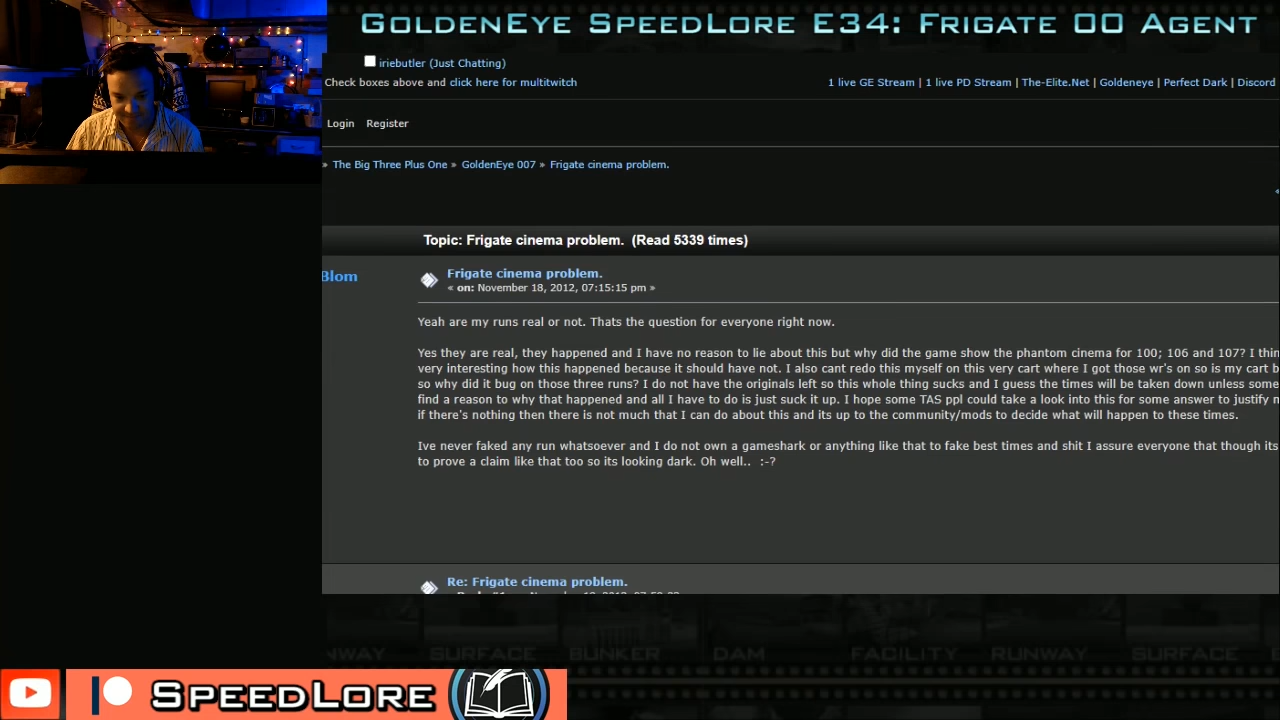 GoldenEye SpeedLore E34: Frigate 00 Agent
iriebutler (Just Chatting)
Check boxes above and click here for multitwitch
1 live GE Stream | 1 live PD Stream | The-Elite.Net | Goldeneye | Perfect Dark | Discord
Login Register
» The Big Three Plus One » GoldenEye 007 » Frigate cinema problem.
Topic: Frigate cinema problem. (Read 5339 times)
Blom
Frigate cinema problem.
« on: November 18, 2012, 07:15:15 pm »
Yeah are my runs real or not. Thats the question for everyone right now.
Yes they are real, they happened and I have no reason to lie about this but why did the game show the phantom cinema for 100; 106 and 107? I thin
very interesting how this happened because it should have not. I also cant redo this myself on this very cart where I got those wr's on so is my cart b
so why did it bug on those three runs? I do not have the originals left so this whole thing sucks and I guess the times will be taken down unless some
find a reason to why that happened and all I have to do is just suck it up. I hope some TAS ppl could take a look into this for some answer to justify
if there's nothing then there is not much that I can do about this and its up to the community/mods to decide what will happen to these times.
Ive never faked any run whatsoever and I do not own a gameshark or anything like that to fake best times and shit I assure everyone that though its
to prove a claim like that too so its looking dark. Oh well.. :-?
Re: Frigate cinema problem.
NWAY SURFACE BUNKER DAM FACILITY RUNWAY SURFACE
SpeedLore